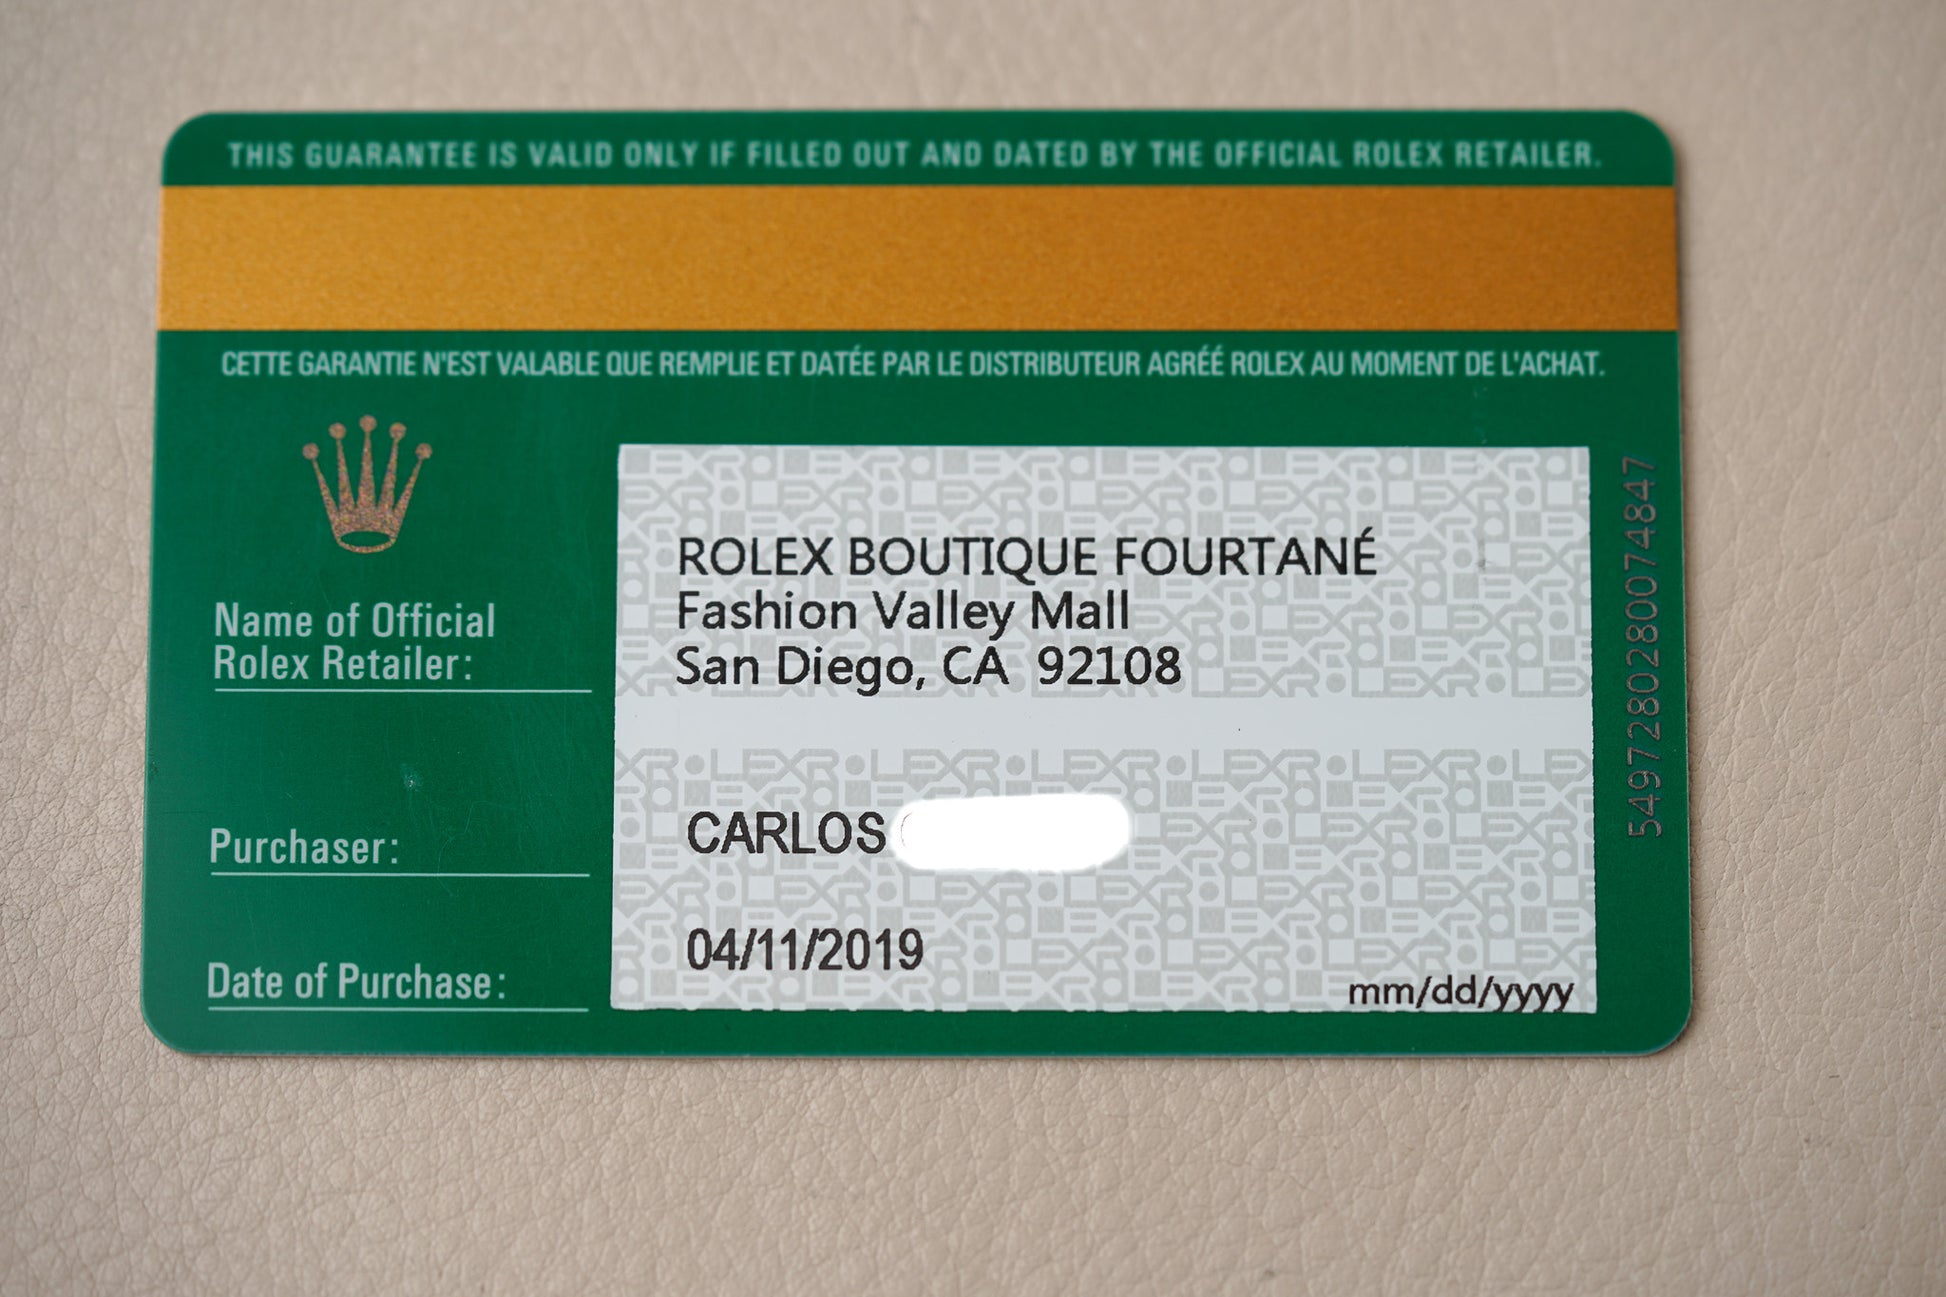 THIS GUARANTEE IS VALID ONLY IF FILLED OUT AND DATED BY THE OFFICIAL ROLEX RETAILER.
CETTE GARANTIE N'EST VALABLE QUE REMPLIE ET DATÉE PAR LE DISTRIBUTEUR AGRÉÉ ROLEX AU MOMENT DE L'ACHAT.
Name of Official
Rolex Retailer:
ROLEX BOUTIQUE FOURTANÉ
Fashion Valley Mall
San Diego, CA 92108
Purchaser:
CARLOS
Date of Purchase:
04/11/2019
mm/dd/yyyy
5497280280074847